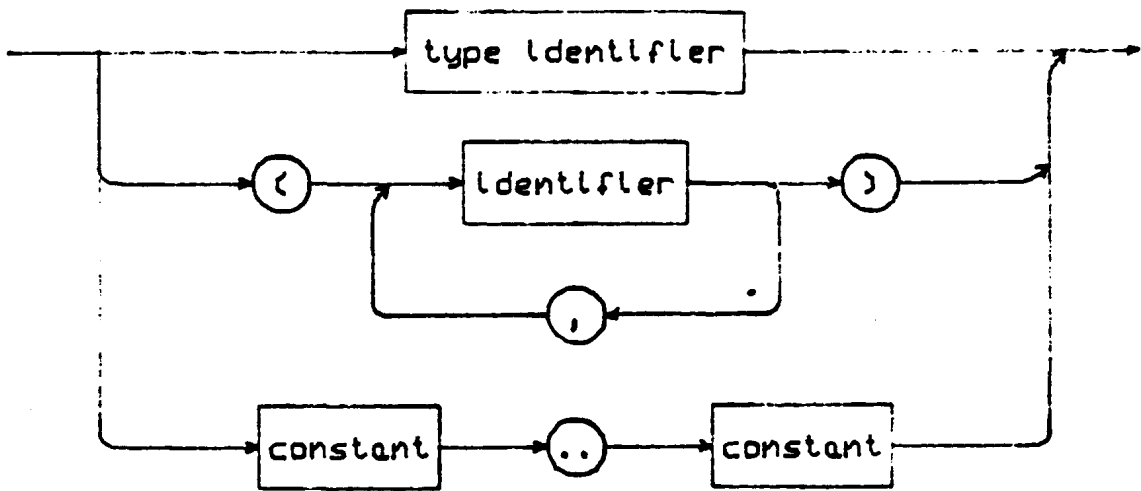 type identifier
( identifier )
,
constant .. constant